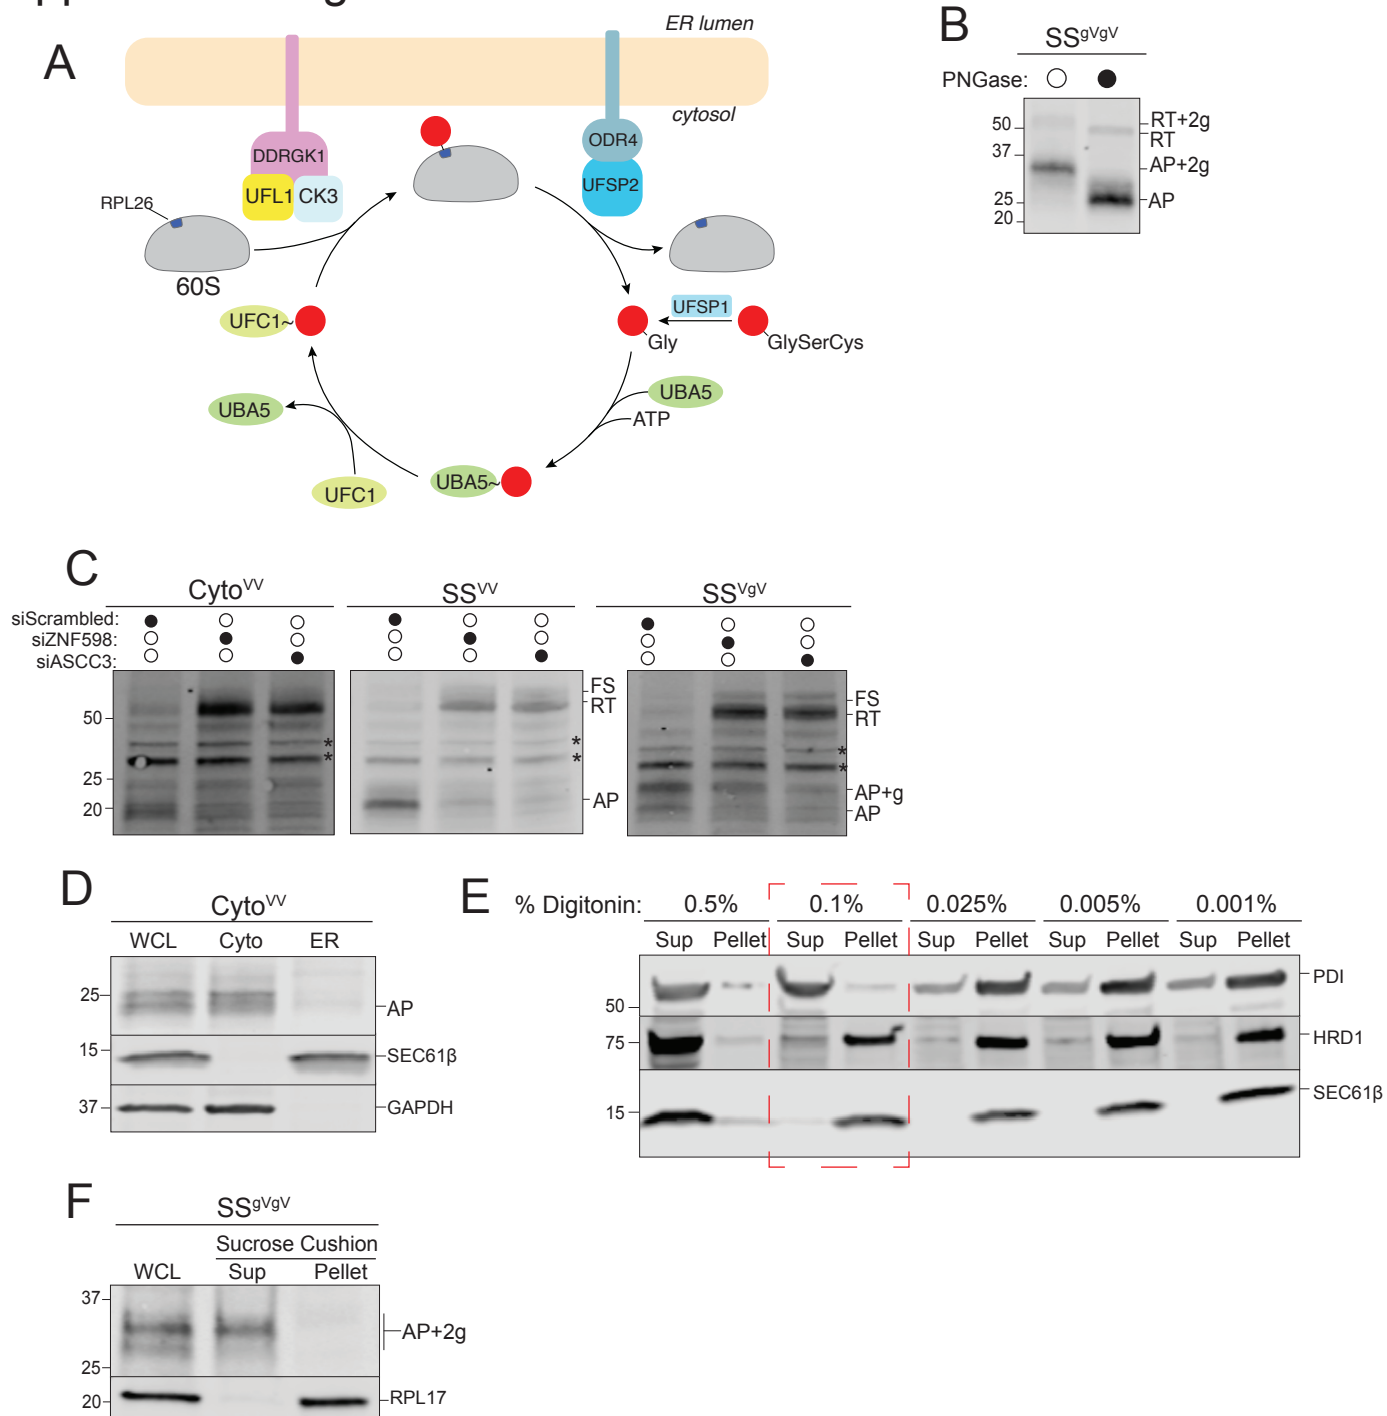 A
ER lumen
cytosol
DDRGK1
UFL1
CK3
ODR4
UFSP2
RPL26
60S
UFC1~
UFSP1
Gly
GlySerCys
UBA5
UBA5
ATP
UBA5~
UFC1
B
SSgVgV
PNGase:
50
37
25
20
RT+2g
RT
AP+2g
AP
C
CytoVV
SSVV
SSVgV
siScrambled:
siZNF598:
siASCC3:
50
25
20
*
*
FS
RT
*
*
AP
FS
RT
*
*
AP+g
AP
D
CytoVV
WCL Cyto ER
25
AP
15
SEC61β
37
GAPDH
E
% Digitonin: 0.5% 0.1% 0.025% 0.005% 0.001%
Sup Pellet Sup Pellet Sup Pellet Sup Pellet Sup Pellet
PDI
50
75
HRD1
15
SEC61β
F
SSgVgV
Sucrose Cushion
WCL Sup Pellet
37
AP+2g
25
20
RPL17